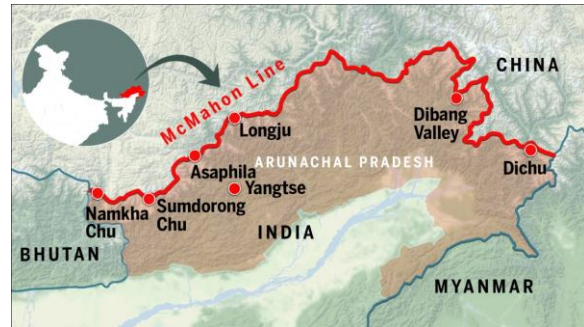 CHINA
McMahon Line
Longju
Dibang
Valley
Asaphila
ARUNACHAL PRADESH
Dichu
Yangtse
Namkha
Chu
Sumdorong
Chu
INDIA
BHUTAN
MYANMAR